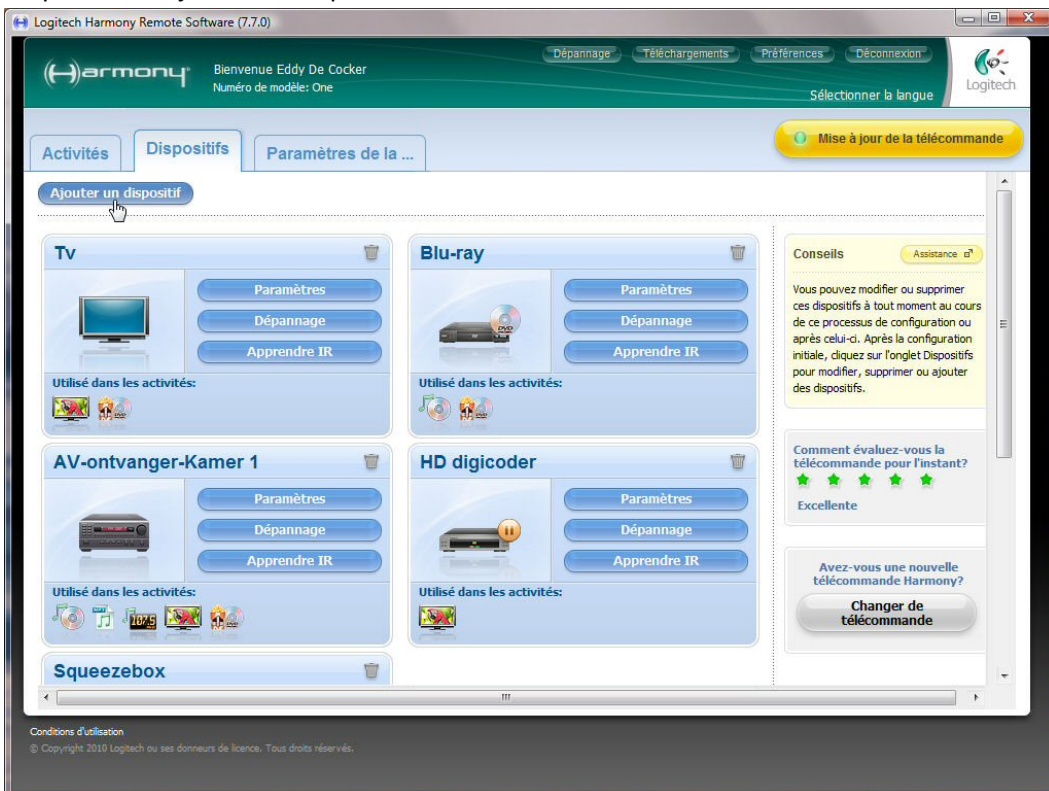 Logitech Harmony Remote Software (7.7.0)
Harmony
Bienvenue Eddy De Cocker
Numéro de modèle: One
Dépannage
Téléchargements
Préférences
Déconnexion
Sélectionner la langue
Logitech
Activités
Dispositifs
Paramètres de la ...
Mise à jour de la télécommande
Ajouter un dispositif
Tv
Paramètres
Dépannage
Apprendre IR
Utilisé dans les activités:
Blu-ray
DVD
Paramètres
Dépannage
Apprendre IR
Utilisé dans les activités:
AV-ontvanger-Kamer 1
Paramètres
Dépannage
Apprendre IR
Utilisé dans les activités:
107.5
HD digicoder
Paramètres
Dépannage
Apprendre IR
Utilisé dans les activités:
Squeezebox
Conseils
Assistance
Vous pouvez modifier ou supprimer
ces dispositifs à tout moment au cours
de ce processus de configuration ou
après celui-ci. Après la configuration
initiale, cliquez sur l'onglet Dispositifs
pour modifier, supprimer ou ajouter
des dispositifs.
Comment évaluez-vous la
télécommande pour l'instant?
Excellente
Avez-vous une nouvelle
télécommande Harmony?
Changer de
télécommande
Conditions d'utilisation
© Copyright 2010 Logitech ou ses donneurs de licence. Tous droits réservés.